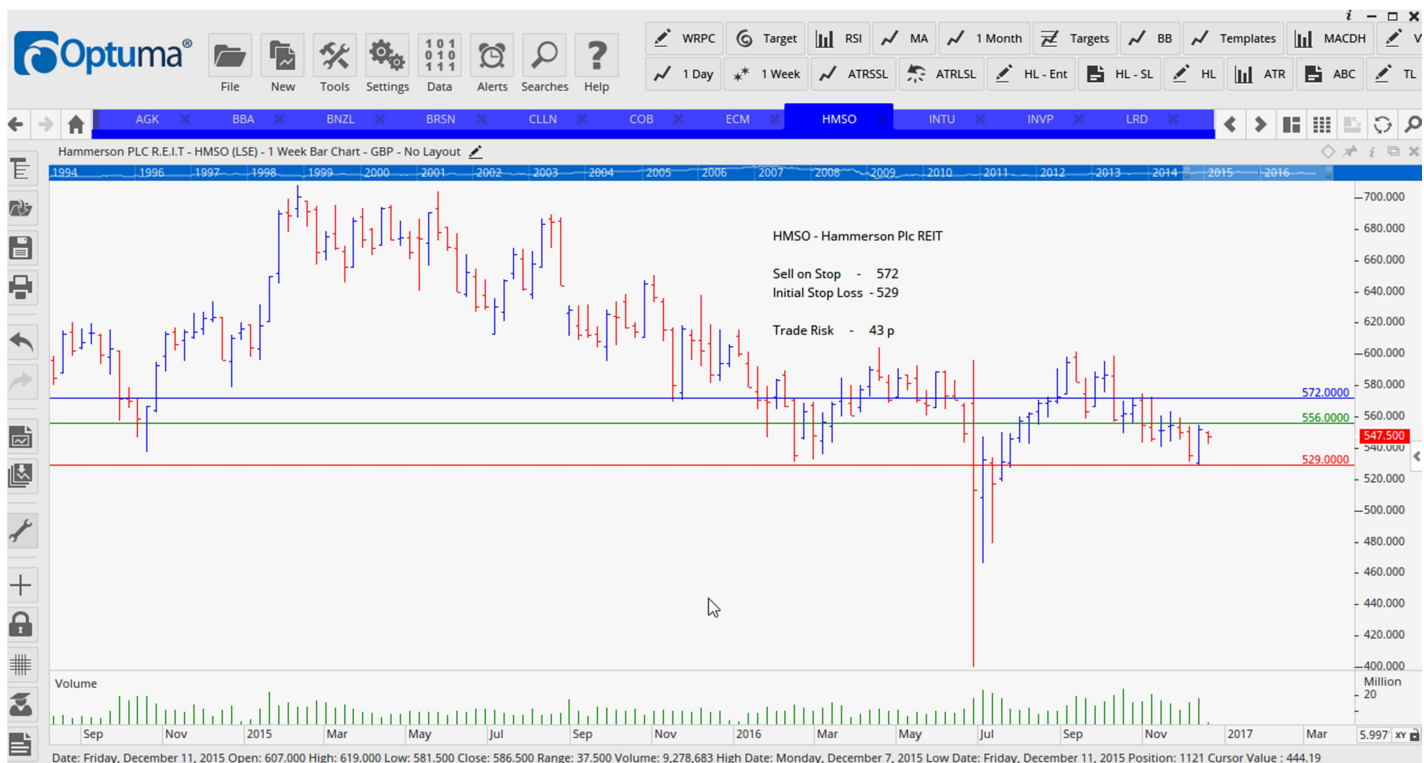 Optuma®
File New Tools Settings Data Alerts Searches Help
WRPC Target RSI MA 1 Month Targets BB Templates MACDH V
1 Day 1 Week ATRSSL ATRLSL HL - Ent HL - SL HL ATR ABC TL
AGK BBA BNZL BRSN CLLN COB ECM HMSO INTU INVP LRD
Hammerson PLC R.E.I.T - HMSO (LSE) - 1 Week Bar Chart - GBP - No Layout
1994 1996 1997 1998 1999 2000 2001 2002 2003 2004 2005 2006 2007 2008 2009 2010 2011 2012 2013 2014 2015 2016
700.000
HMSO - Hammerson Plc REIT
680.000
660.000
Sell on Stop - 572
Initial Stop Loss - 529
640.000
620.000
Trade Risk - 43 p
600.000
580.000
572.0000
560.000
556.0000
547.500
540.000
529.0000
520.000
500.000
480.000
460.000
440.000
420.000
400.000
Volume
Million
20
Sep Nov 2015 Mar May Jul Sep Nov 2016 Mar May Jul Sep Nov 2017 Mar 5.997 XY
Date: Friday, December 11, 2015 Open: 607.000 High: 619.000 Low: 581.500 Close: 586.500 Range: 37.500 Volume: 9,278,683 High Date: Monday, December 7, 2015 Low Date: Friday, December 11, 2015 Position: 1121 Cursor Value : 444.19